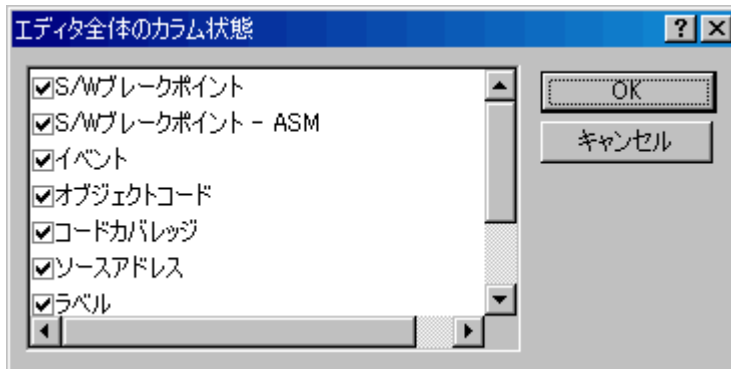 エディタ全体のカラム状態
S/Wブレークポイント
S/Wブレークポイント - ASM
イベント
オブジェクトコード
コードカバレッジ
ソースアドレス
ラベル
OK
キャンセル